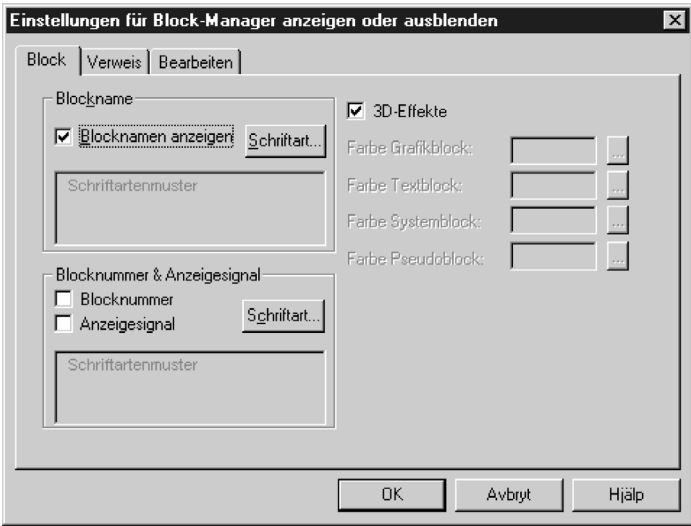 Einstellungen für Block-Manager anzeigen oder ausblenden
Block
Verweis
Bearbeiten
Blockname
Blocknamen anzeigen
Schriftart...
Schriftartenmuster
Blocknummer & Anzeigesignal
Blocknummer
Anzeigesignal
Schriftart...
Schriftartenmuster
3D-Effekte
Farbe Grafikblock:
...
Farbe Textblock:
...
Farbe Systemblock:
...
Farbe Pseudoblock:
...
OK
Avbryt
Hjälp